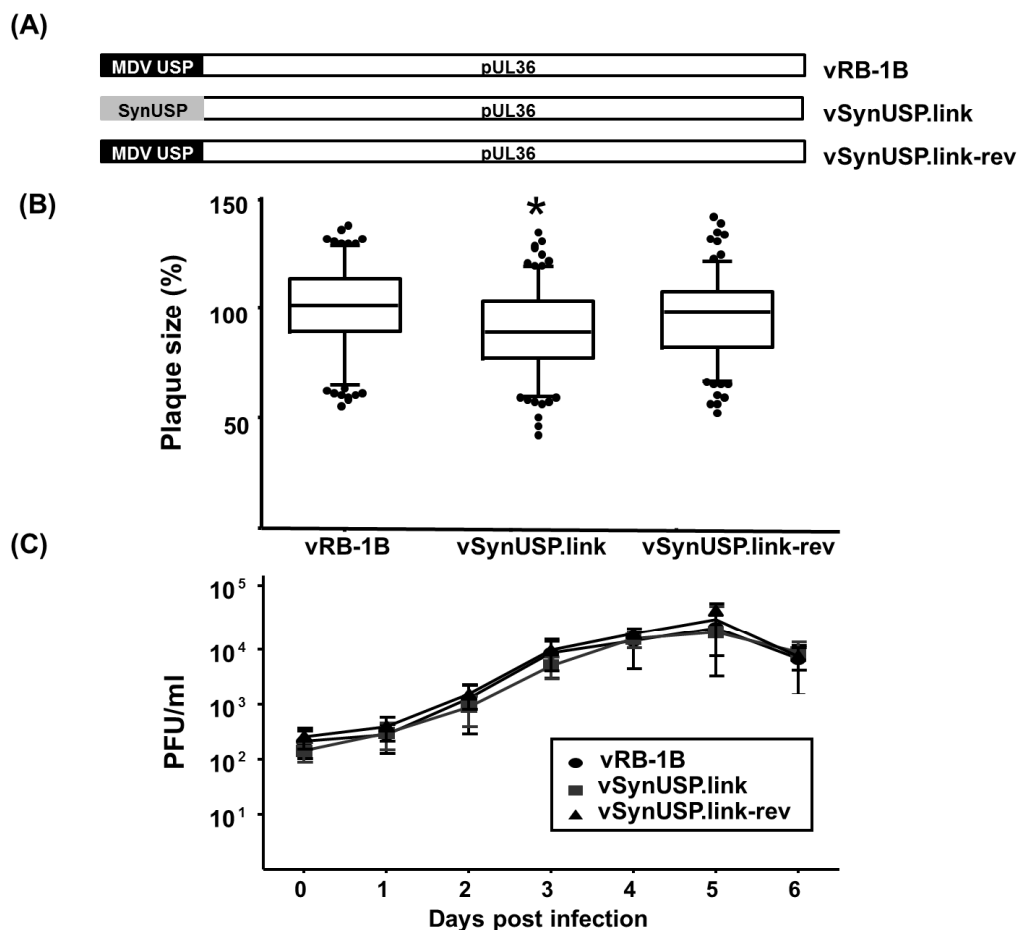 (A)
MDV USP pUL36 vRB-1B
SynUSP pUL36 vSynUSP.link
MDV USP pUL36 vSynUSP.link-rev
(B)
Plaque size (%)
150
100
50
*
vRB-1B vSynUSP.link vSynUSP.link-rev
(C)
PFU/ml
10⁵
10⁴
10³
10²
10¹
vRB-1B
vSynUSP.link
vSynUSP.link-rev
0 1 2 3 4 5 6
Days post infection